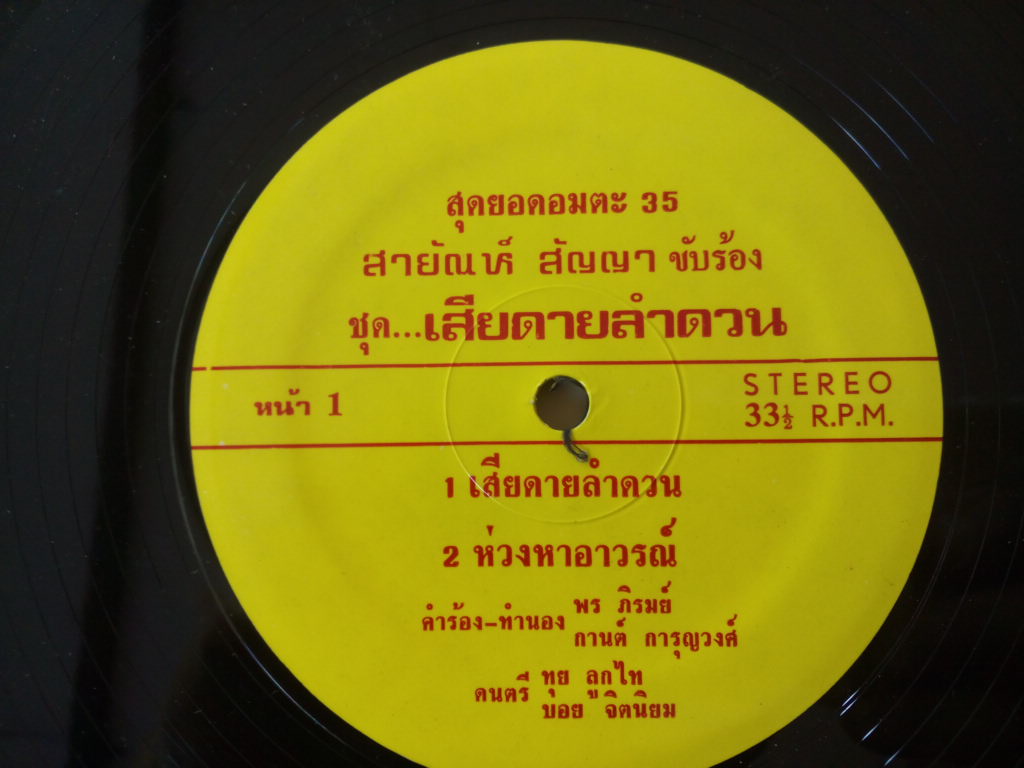 สุดยอดอมตะ 35
สายัณห์ สัญญา ขับร้อง
ชุด...เสียดายลำดวน
หน้า 1
STEREO
33½ R.P.M.
1 เสียดายลำดวน
2 ห่วงหาอาวรณ์
คำร้อง-ทำนอง พร ภิรมย์
กานต์ การุญวงศ์
ดนตรี ทุย ลูกไท
บอย จิตนิยม